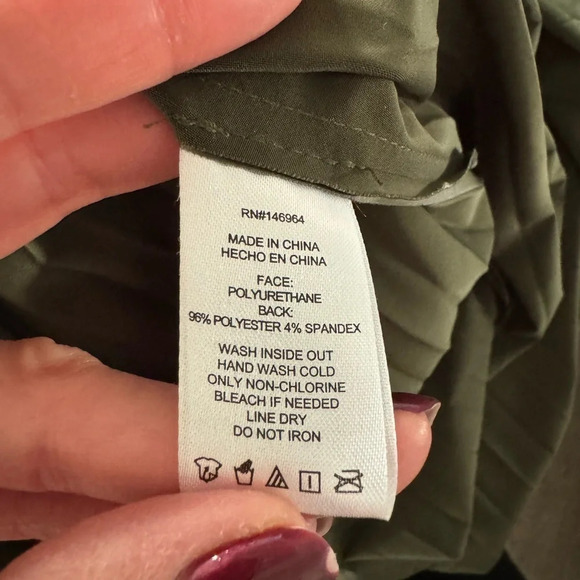 RN#146964
MADE IN CHINA
HECHO EN CHINA
FACE:
POLYURETHANE
BACK:
96% POLYESTER 4% SPANDEX
WASH INSIDE OUT
HAND WASH COLD
ONLY NON-CHLORINE
BLEACH IF NEEDED
LINE DRY
DO NOT IRON